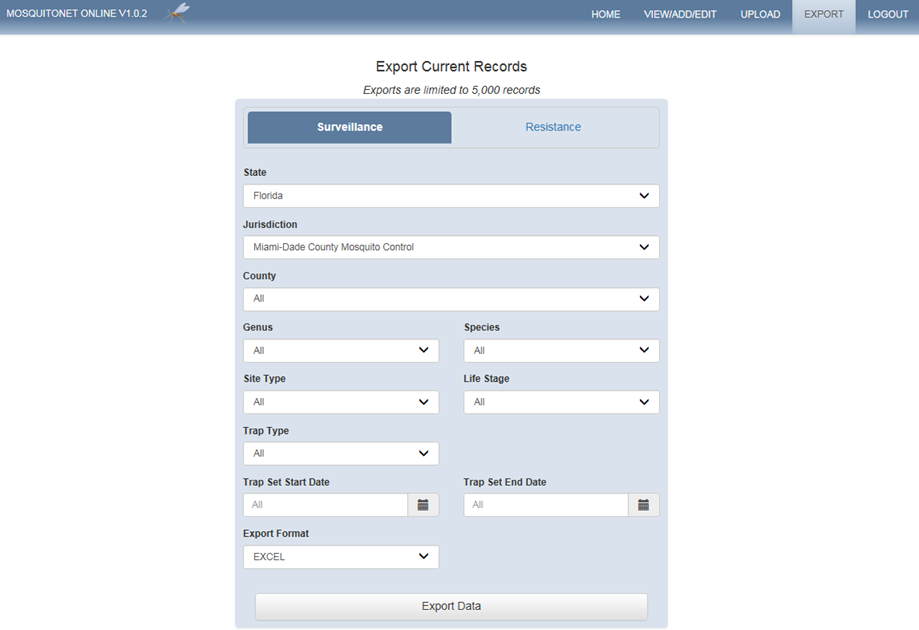 MOSQUITONET ONLINE V1.0.2
HOME VIEW/ADD/EDIT UPLOAD EXPORT LOGOUT
Export Current Records
Exports are limited to 5,000 records
Surveillance Resistance
State
Florida
Jurisdiction
Miami-Dade County Mosquito Control
County
All
Genus Species
All All
Site Type Life Stage
All All
Trap Type
All
Trap Set Start Date Trap Set End Date
All All
Export Format
EXCEL
Export Data